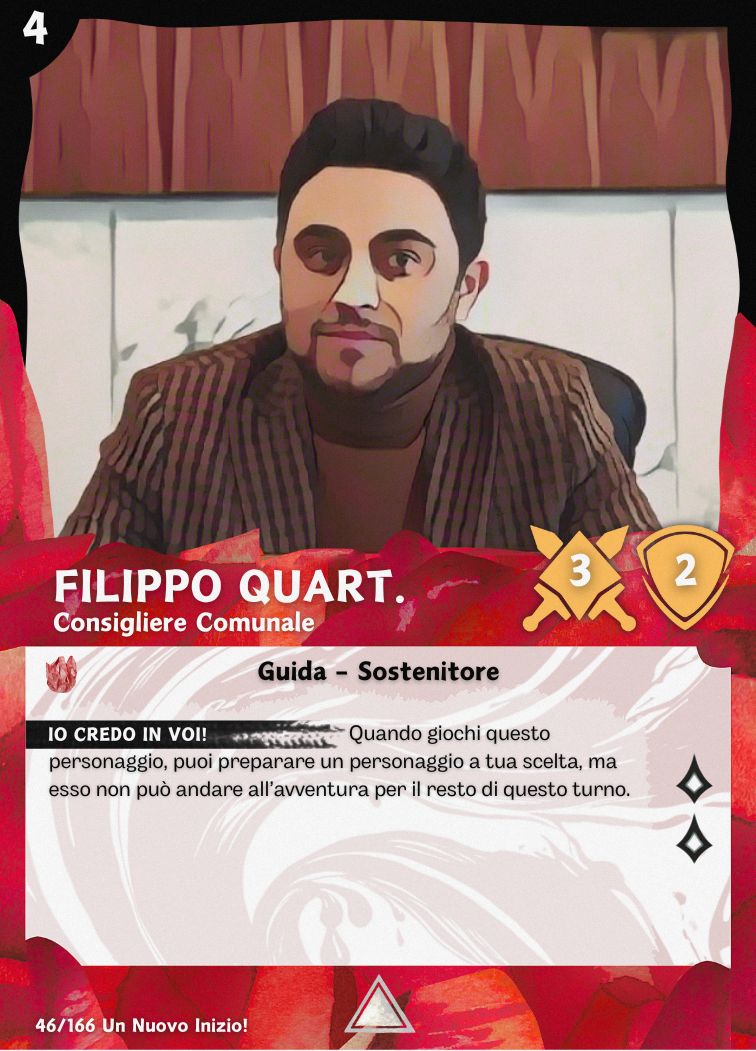 4
FILIPPO QUART.
3
2
Consigliere Comunale
Guida – Sostenitore
IO CREDO IN VOI! Quando giochi questo
personaggio, puoi preparare un personaggio a tua scelta, ma
esso non può andare all'avventura per il resto di questo turno.
46/166 Un Nuovo Inizio!